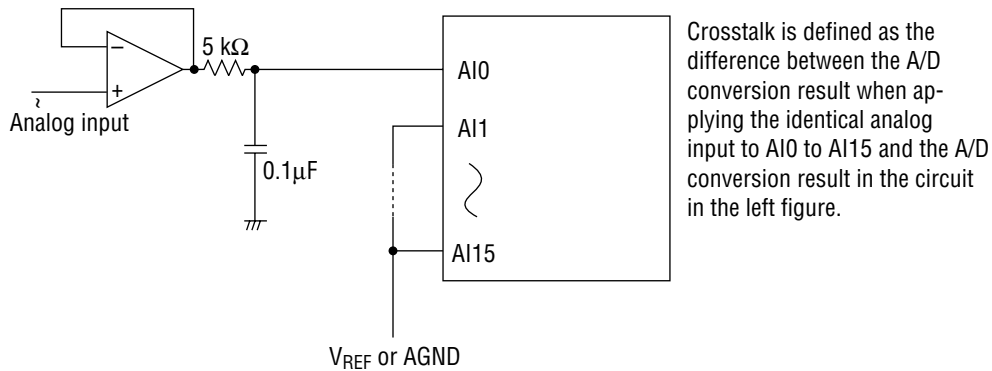 5 kΩ
−
+
Analog input
0.1µF
AI0
AI1
AI15
VREF or AGND
Crosstalk is defined as the
difference between the A/D
conversion result when ap-
plying the identical analog
input to AI0 to AI15 and the A/D
conversion result in the circuit
in the left figure.